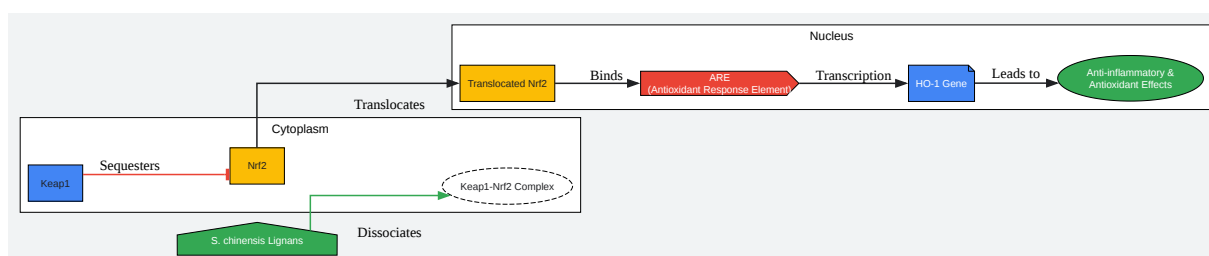 Nucleus
Translocated Nrf2
Binds
ARE
(Antioxidant Response Element)
Transcription
HO-1 Gene
Leads to
Anti-inflammatory &
Antioxidant Effects
Translocates
Cytoplasm
Keap1
Sequesters
Nrf2
Keap1-Nrf2 Complex
S. chinensis Lignans
Dissociates